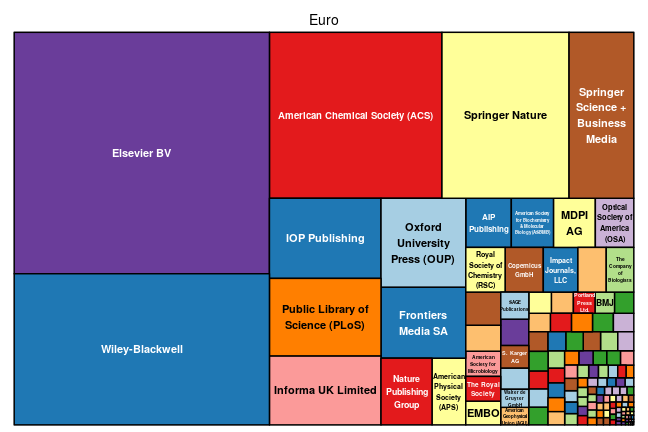 Euro
Elsevier BV
Wiley-Blackwell
American Chemical Society (ACS)
Springer Nature
Springer
Science +
Business
Media
IOP Publishing
Public Library of
Science (PLoS)
Informa UK Limited
Oxford
University
Press (OUP)
Frontiers
Media SA
Nature
Publishing
Group
American
Physical
Society
(APS)
AIP
Publishing
American Society
for Biochemistry
& Molecular
Biology (ASBMB)
MDPI
AG
Optical
Society of
America
(OSA)
Royal
Society of
Chemistry
(RSC)
Copernicus
GmbH
Impact
Journals,
LLC
The
Company
of
Biologists
American
Society for
Microbiology
The Royal
Society
EMBO
SAGE
Publications
S. Karger
AG
Walter de
Gruyter
GmbH
American
Geophysical
Union (AGU)
Portland
Press
Ltd.
BMJ